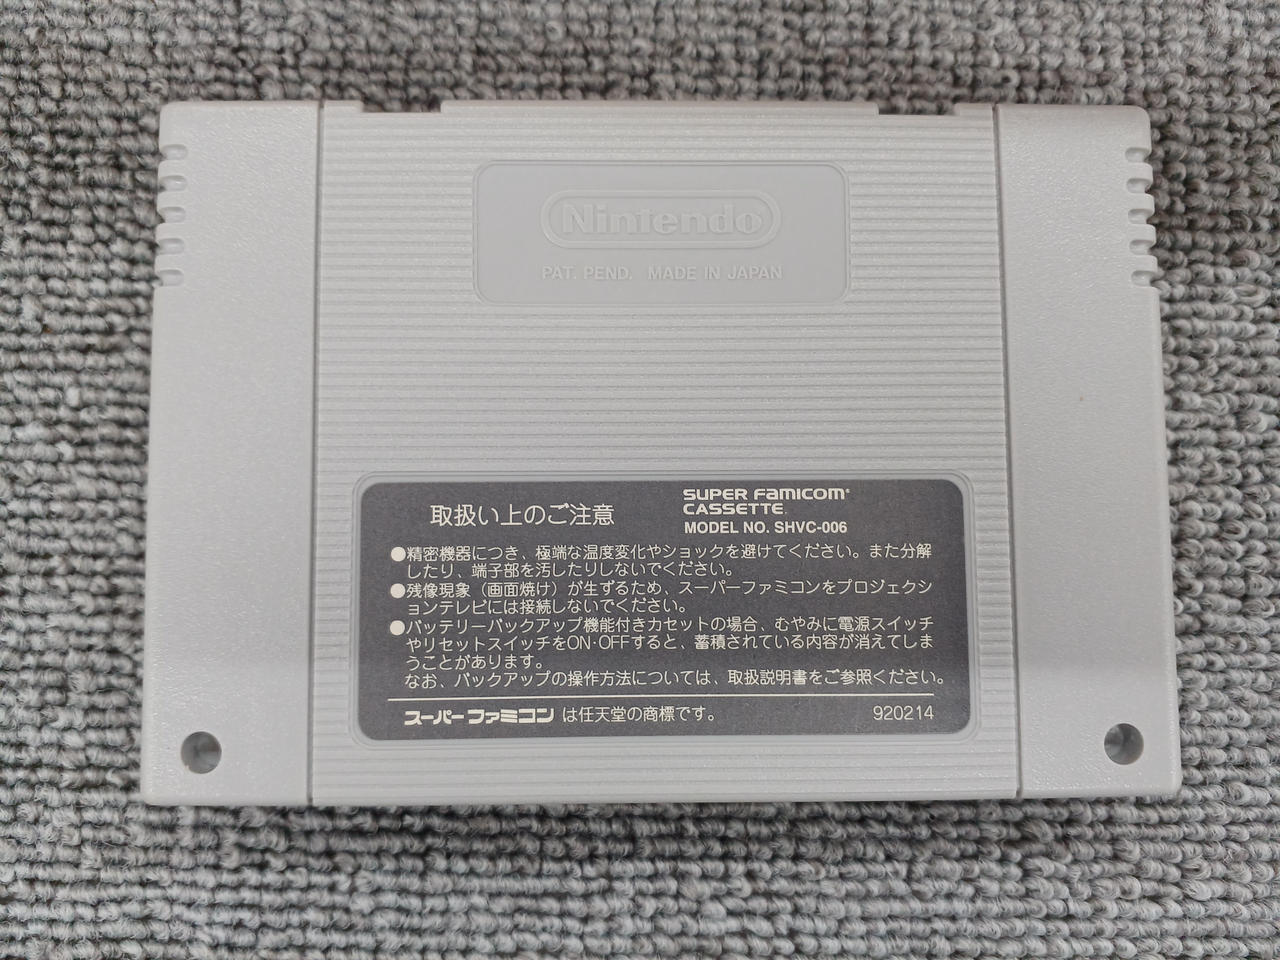 Nintendo
PAT. PEND. MADE IN JAPAN
取扱い上のご注意
SUPER FAMICOM
CASSETTE
MODEL NO. SHVC-006
●精密機器につき、極端な温度変化やショックを避けてください。また分解
したり、端子部を汚したりしないでください。
●残像現象（画面焼け）が生ずるため、スーパーファミコンをプロジェクシ
ョンテレビには接続しないでください。
●バッテリーバックアップ機能付きカセットの場合、むやみに電源スイッチ
やリセットスイッチをON·OFFすると、蓄積されている内容が消えてしま
うことがあります。
なお、バックアップの操作方法については、取扱説明書をご参照ください。
スーパーファミコン は任天堂の商標です。 920214